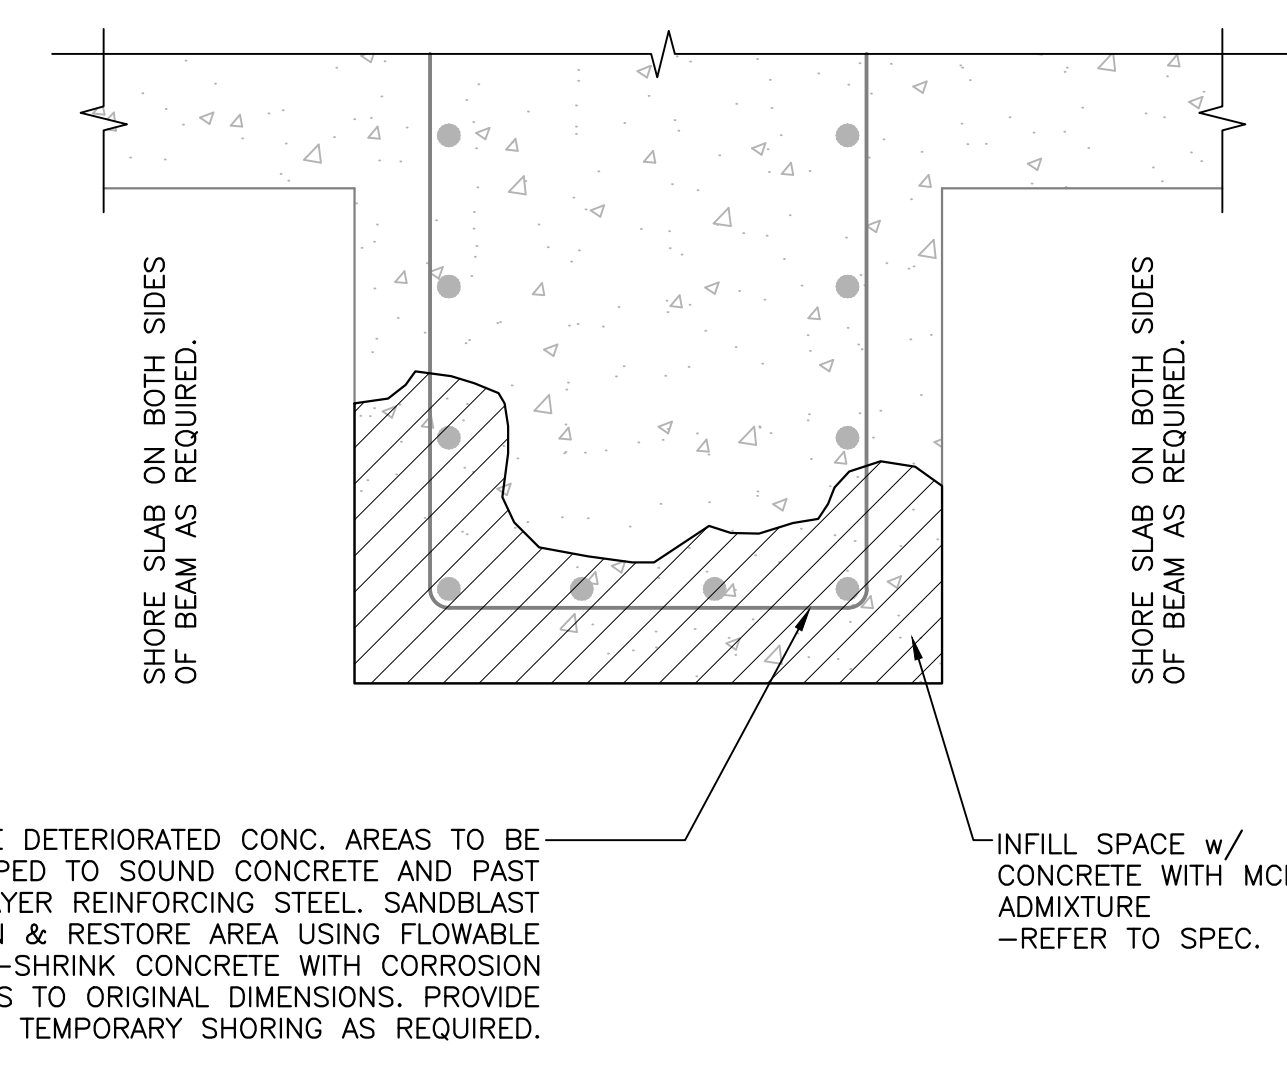 SHORE SLAB ON BOTH SIDES
OF BEAM AS REQUIRED.
SHORE SLAB ON BOTH SIDES
OF BEAM AS REQUIRED.
DETERIORATED CONC. AREAS TO BE
TO SOUND CONCRETE AND PAST
REINFORCING STEEL. SANDBLAST
& RESTORE AREA USING FLOWABLE
-SHRINK CONCRETE WITH CORROSION
TO ORIGINAL DIMENSIONS. PROVIDE
TEMPORARY SHORING AS REQUIRED.
INFILL SPACE w/
CONCRETE WITH
ADMIXTURE
-REFER TO SPEC.